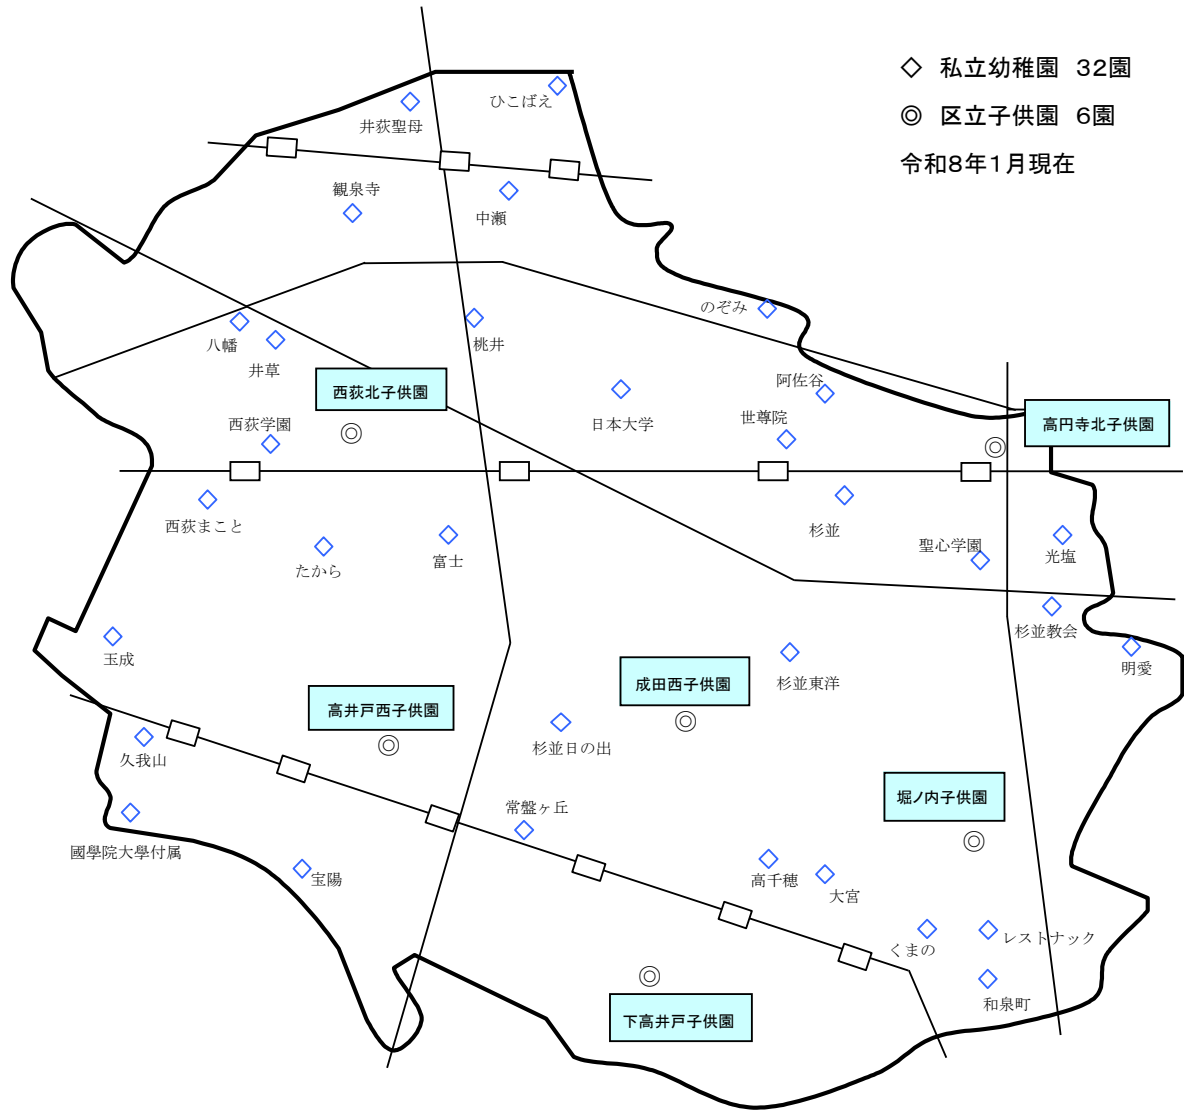 ◇ 私立幼稚園 32園
◎ 区立子供園 6園
令和8年1月現在
ひこばえ
井荻聖母
観泉寺
中瀬
のぞみ
八幡
井草
桃井
西荻北子供園
阿佐谷
西荻学園
日本大学
世尊院
高円寺北子供園
西荻まこと
たから
富士
杉並
聖心学園
光塩
杉並教会
玉成
明愛
高井戸西子供園
成田西子供園
杉並東洋
久我山
杉並日の出
堀ノ内子供園
常盤ヶ丘
國學院大學付属
宝陽
高千穂
大宮
くまの
レストナック
和泉町
下高井戸子供園